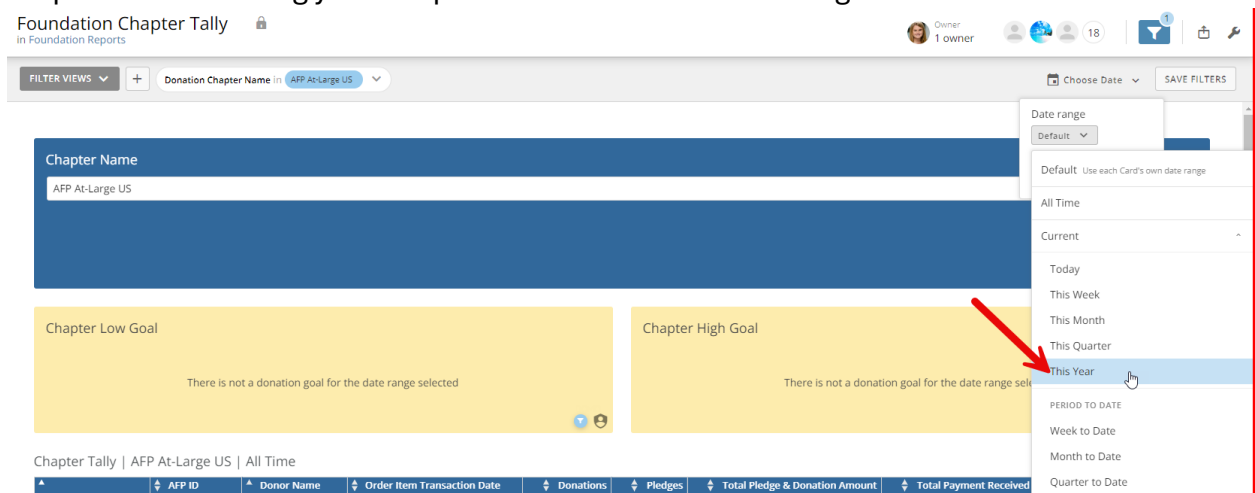 Foundation Chapter Tally
in Foundation Reports
Owner
1 owner
18
1
FILTER VIEWS
+
Donation Chapter Name in AFP At-Large US
Choose Date
SAVE FILTERS
Date range
Default
Chapter Name
AFP At-Large US
Default Use each Card's own date range
All Time
Current
Today
This Week
This Month
This Quarter
This Year
PERIOD TO DATE
Week to Date
Month to Date
Quarter to Date
Chapter Low Goal
There is not a donation goal for the date range selected
Chapter High Goal
There is not a donation goal for the date range sele
Chapter Tally | AFP At-Large US | All Time
AFP ID Donor Name Order Item Transaction Date Donations Pledges Total Pledge & Donation Amount Total Payment Received